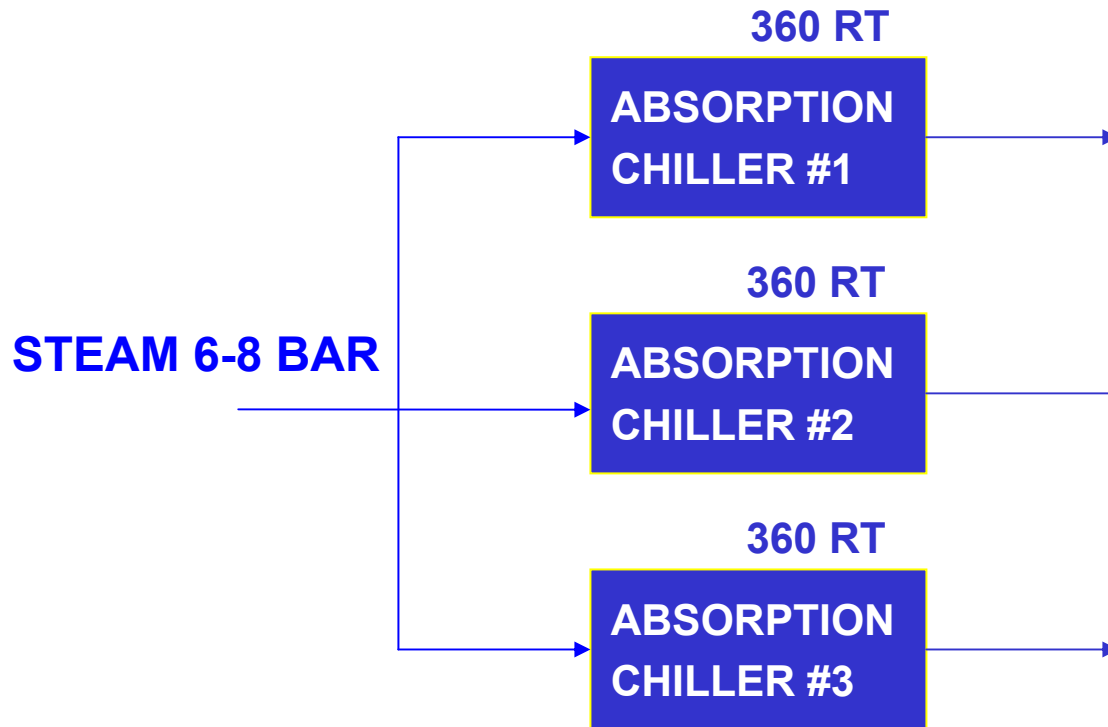 360 RT
ABSORPTION
CHILLER #1
360 RT
STEAM 6-8 BAR
ABSORPTION
CHILLER #2
360 RT
ABSORPTION
CHILLER #3